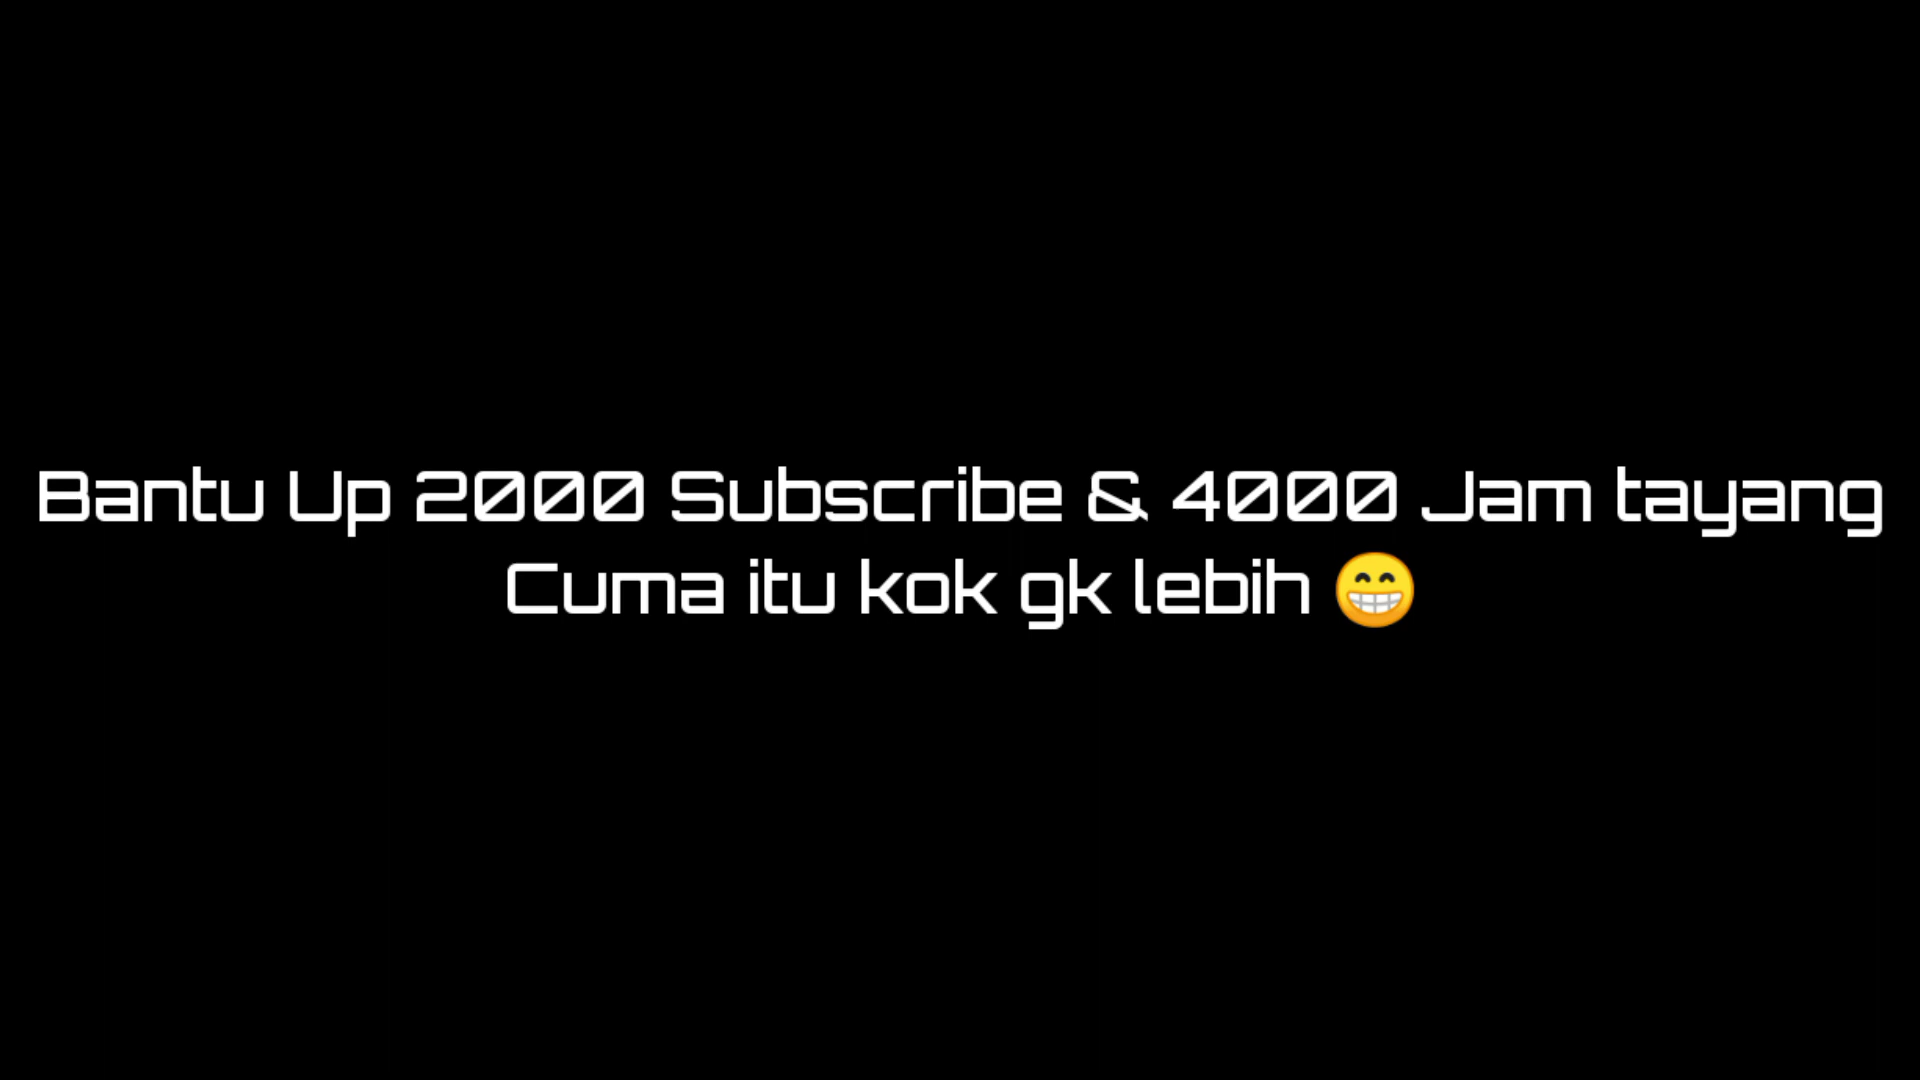 Bantu Up 2000 Subscribe & 4000 Jam tayang
Cuma itu kok gk lebih 😁